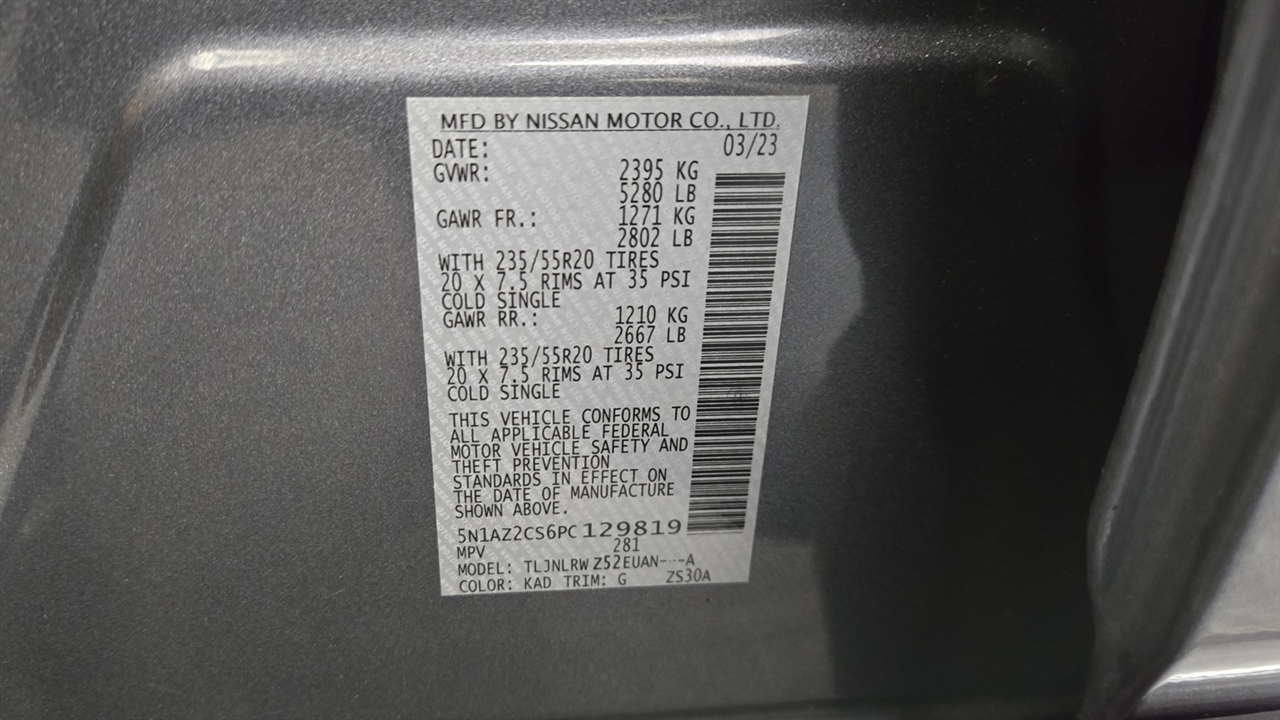 MFD BY NISSAN MOTOR CO., LTD.
DATE: 03/23
GVWR: 2395 KG
5280 LB
GAWR FR.: 1271 KG
2802 LB
WITH 235/55R20 TIRES
20 X 7.5 RIMS AT 35 PSI
COLD SINGLE
GAWR RR.: 1210 KG
2667 LB
WITH 235/55R20 TIRES
20 X 7.5 RIMS AT 35 PSI
COLD SINGLE
THIS VEHICLE CONFORMS TO
ALL APPLICABLE FEDERAL
MOTOR VEHICLE SAFETY AND
THEFT PREVENTION
STANDARDS IN EFFECT ON
THE DATE OF MANUFACTURE
SHOWN ABOVE.
5N1AZ2CS6PC129819
MPV 281
MODEL: TLJNLRW Z52EUAN----A
COLOR: KAD TRIM: G ZS30A